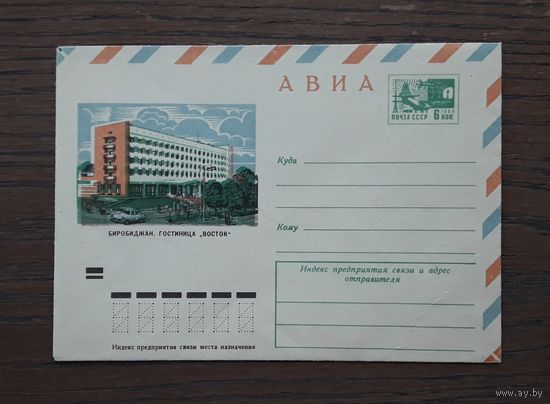 АВИА
1966
ПОЧТА СССР 6 КОП.
Куда
БИРОБИДЖАН. ГОСТИНИЦА „ВОСТОК"
Кому
Индекс предприятия связи и адрес
отправителя
Индекс предприятия связи места назначения
www.ay.by